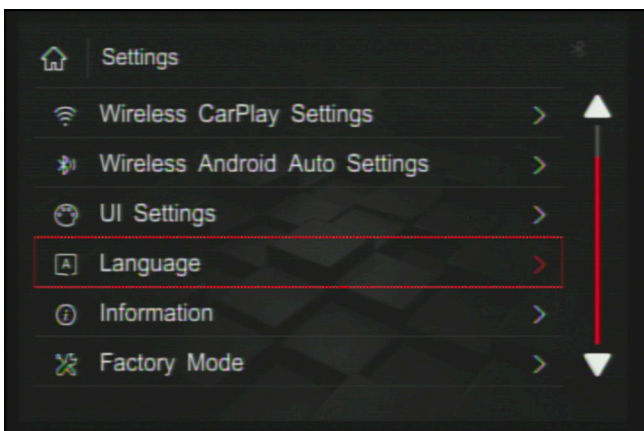 Settings
Wireless CarPlay Settings
Wireless Android Auto Settings
UI Settings
A Language
Information
Factory Mode